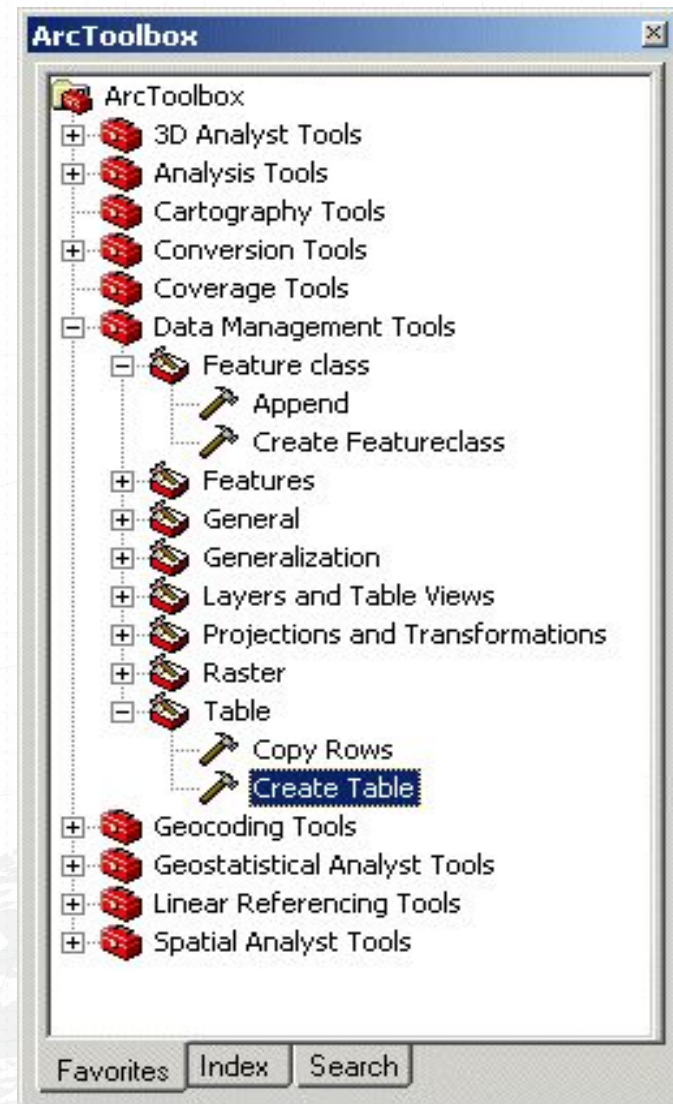 ArcToolbox
ArcToolbox
3D Analyst Tools
Analysis Tools
Cartography Tools
Conversion Tools
Coverage Tools
Data Management Tools
Feature class
Append
Create Featureclass
Features
General
Generalization
Layers and Table Views
Projections and Transformations
Raster
Table
Copy Rows
Create Table
Geocoding Tools
Geostatistical Analyst Tools
Linear Referencing Tools
Spatial Analyst Tools
Favorites Index Search